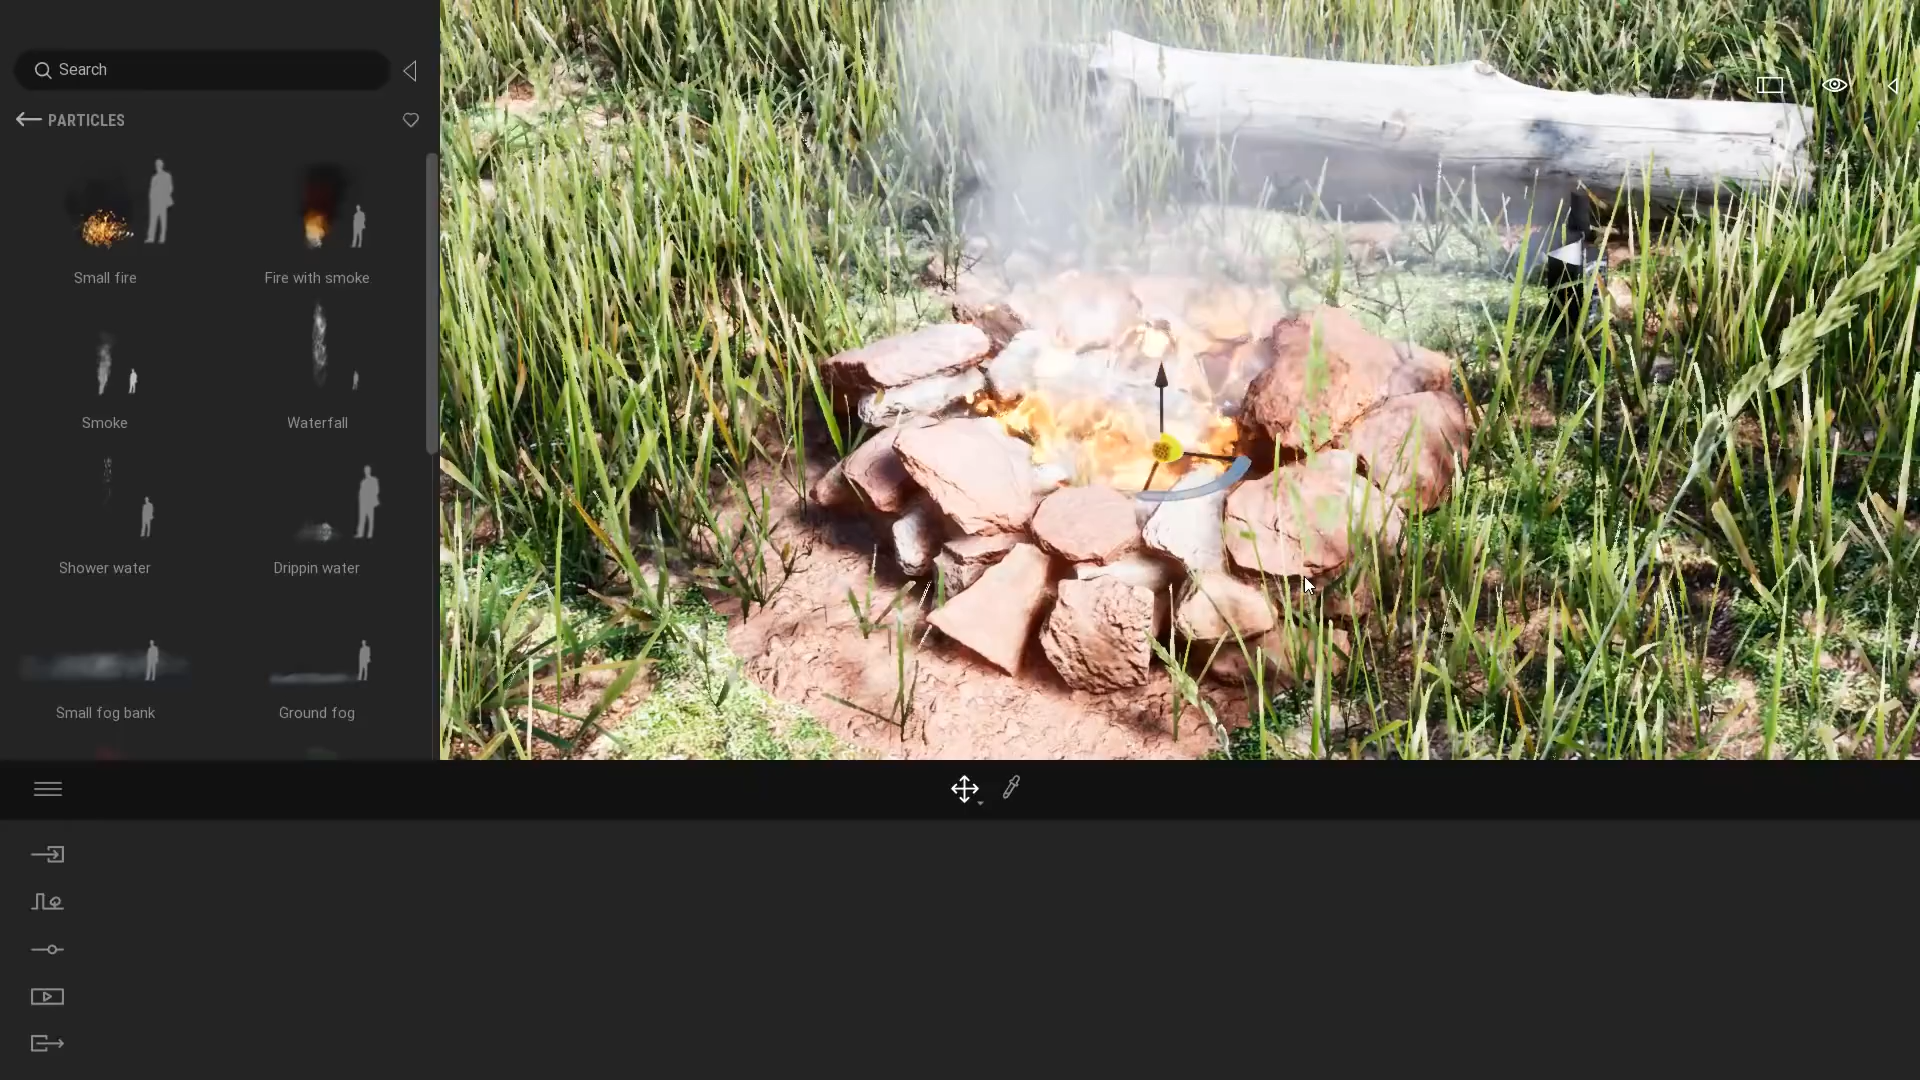 Search
PARTICLES
Small fire
Fire with smoke
Smoke
Waterfall
Shower water
Drippin water
Small fog bank
Ground fog